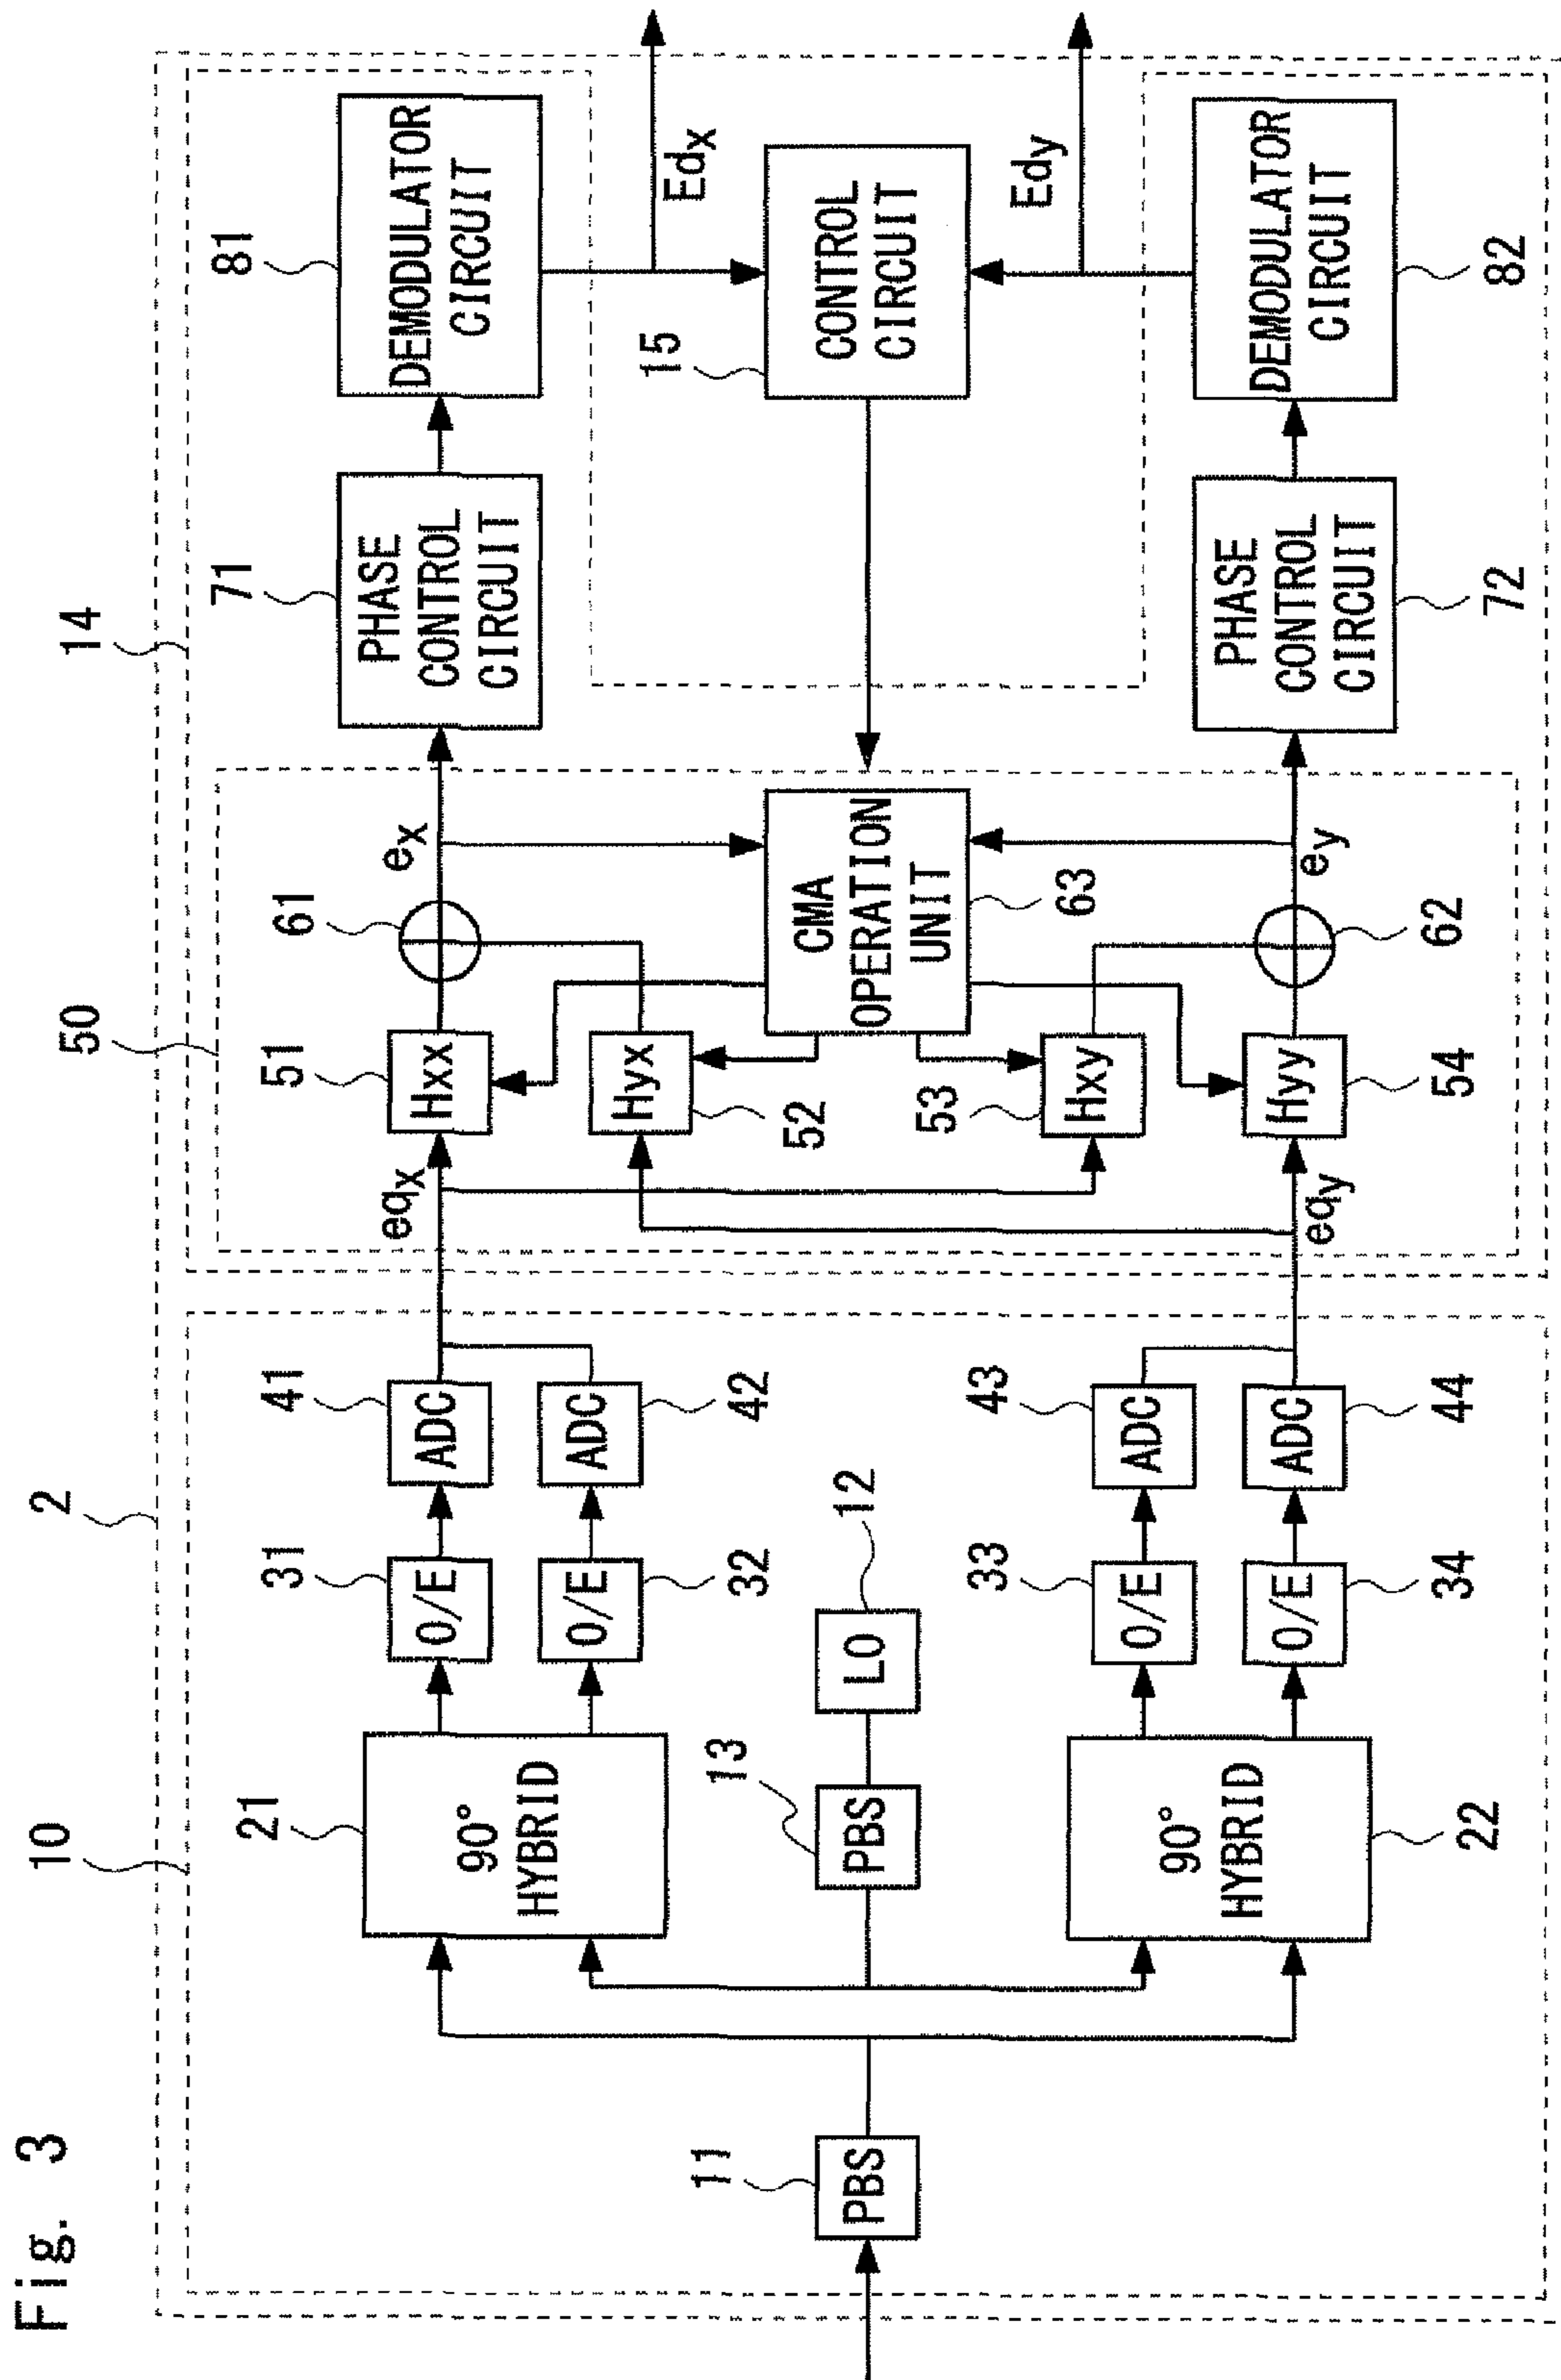 Fig. 3
2
10
14
50
11
PBS
21
90°
HYBRID
22
90°
HYBRID
13
PBS
12
LO
31
O/E
32
O/E
33
O/E
34
O/E
41
ADC
42
ADC
43
ADC
44
ADC
eqx
eqy
51
Hxx
52
Hyx
53
Hxy
54
Hyy
61
62
ex
ey
CMA
OPERATION
UNIT
63
71
PHASE
CONTROL
CIRCUIT
72
PHASE
CONTROL
CIRCUIT
81
DEMODULATOR
CIRCUIT
82
DEMODULATOR
CIRCUIT
15
CONTROL
CIRCUIT
Edx
Edy